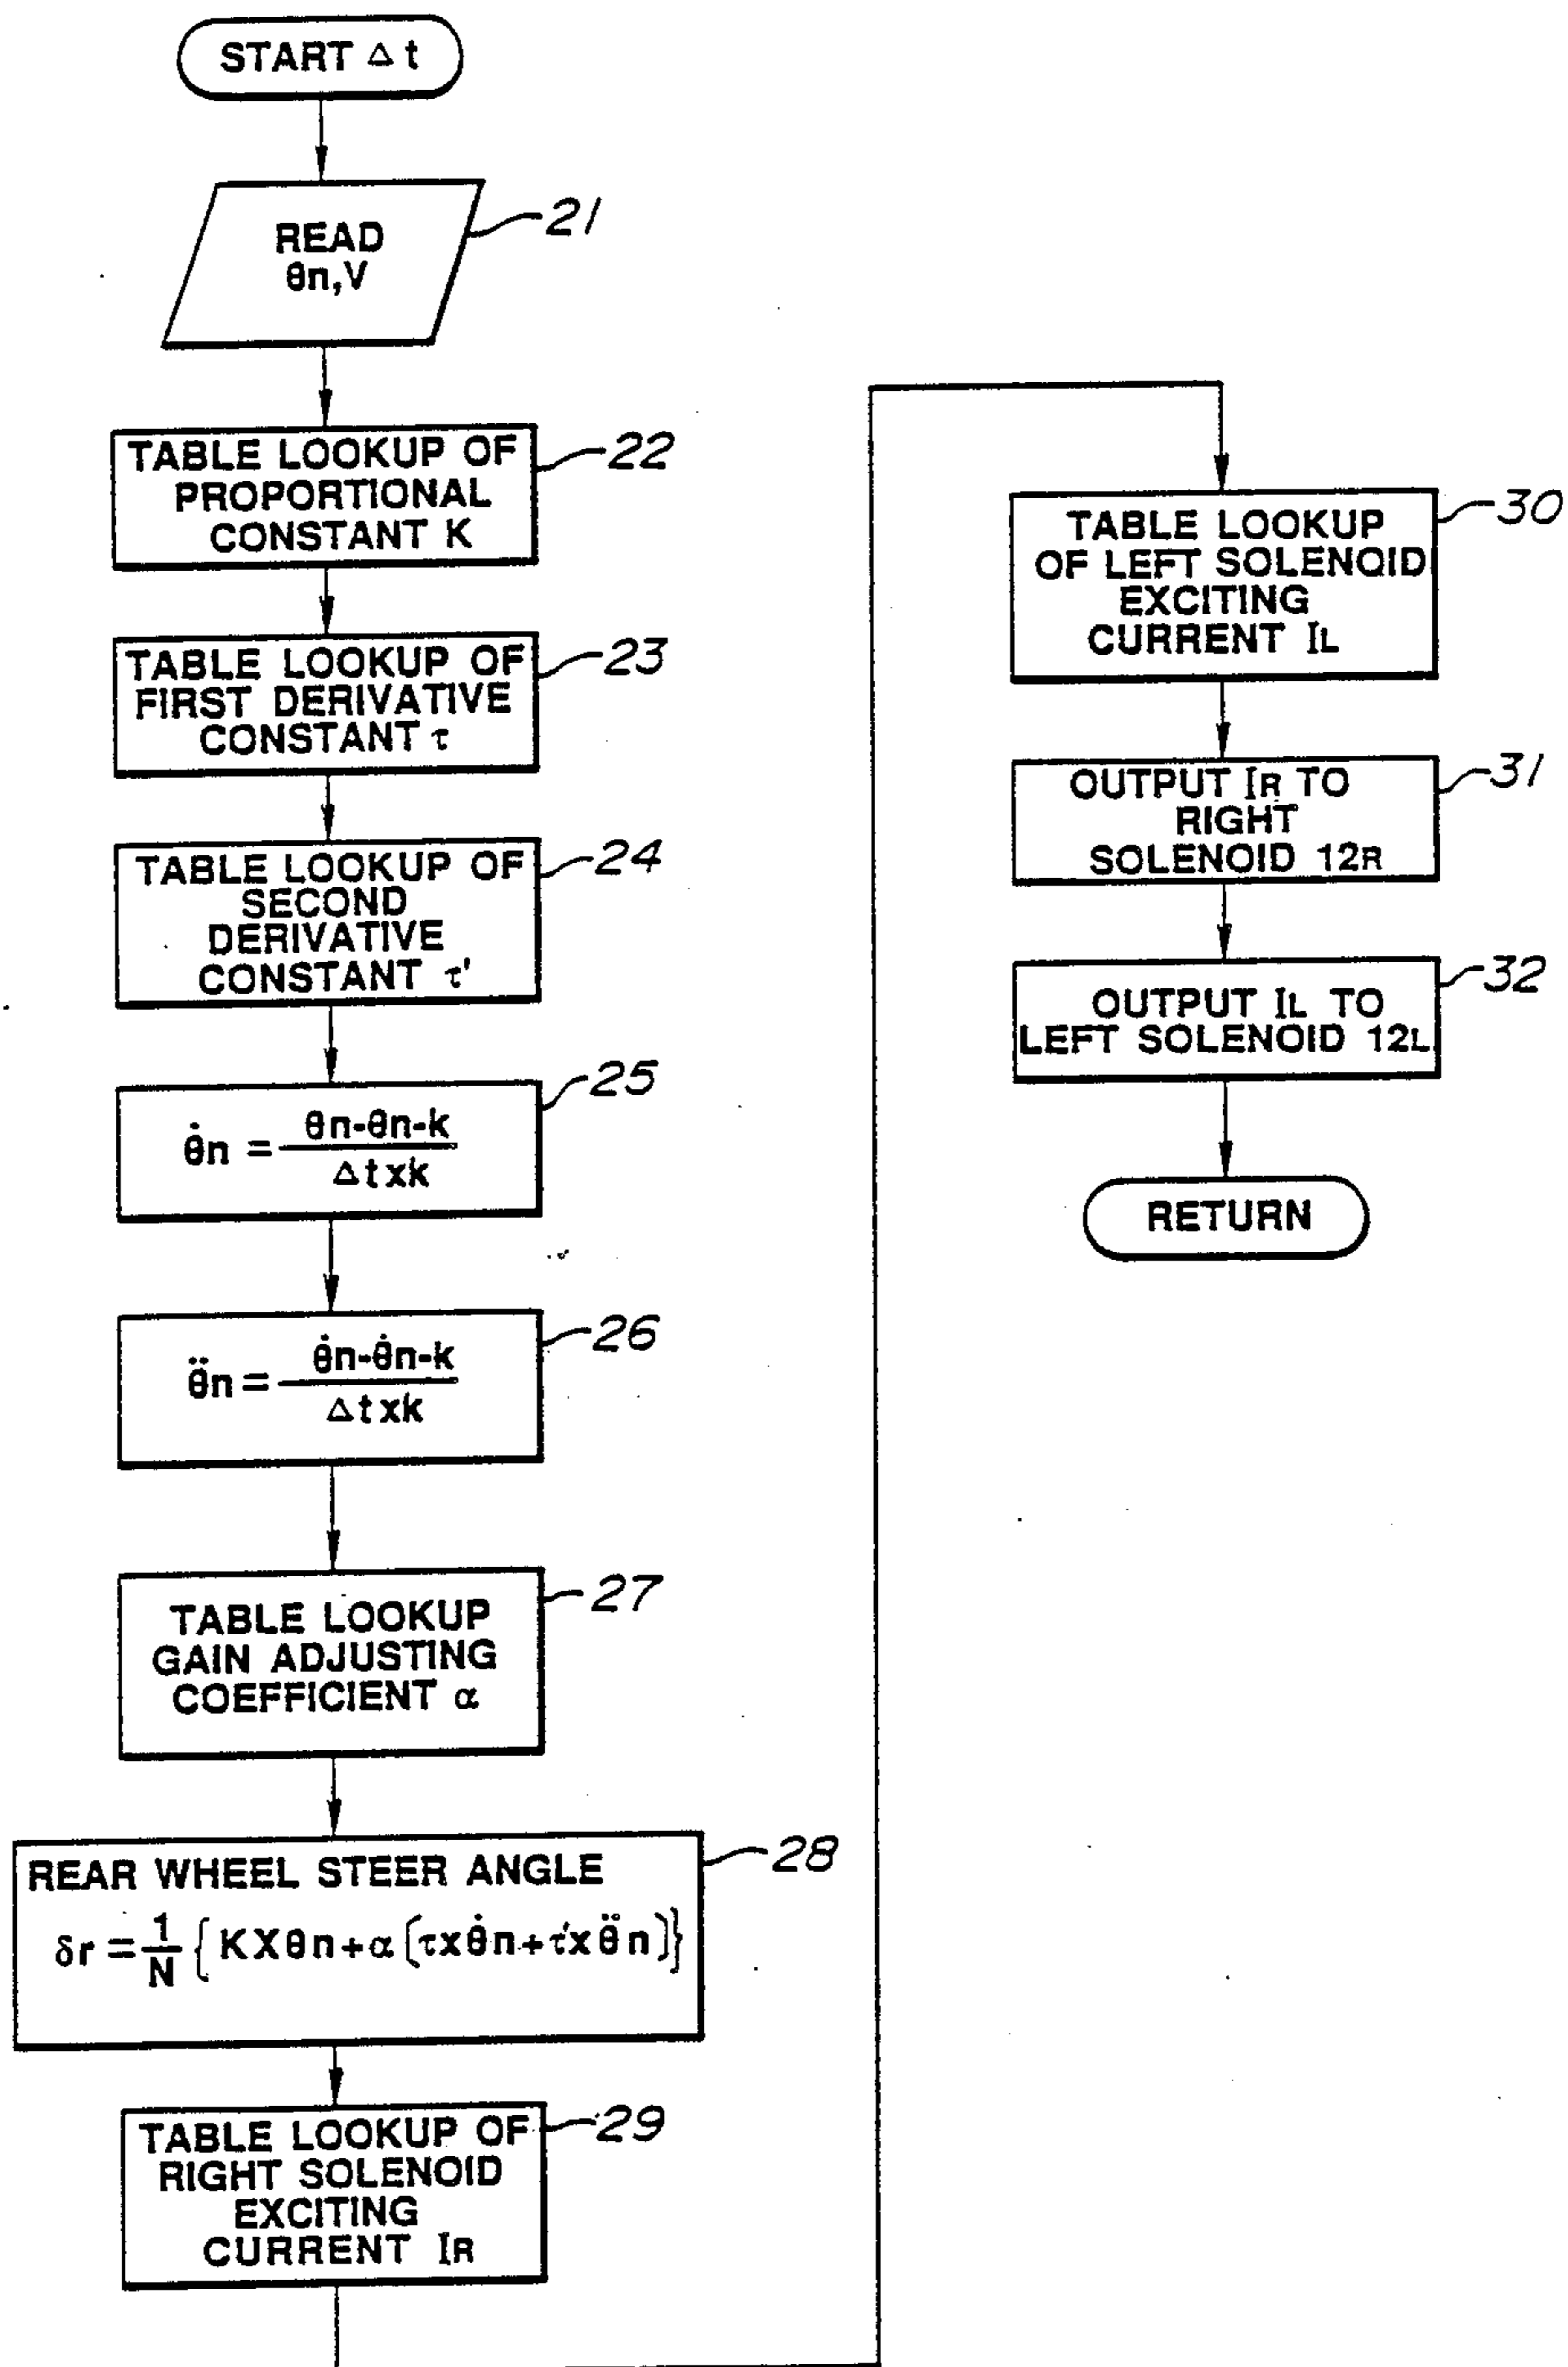 START Δt
READ
θn,V
21
TABLE LOOKUP OF
PROPORTIONAL
CONSTANT K
22
TABLE LOOKUP OF
FIRST DERIVATIVE
CONSTANT τ
23
TABLE LOOKUP OF
SECOND
DERIVATIVE
CONSTANT τ'
24
θ̇n = θn-θn-k
Δtxk
25
θ̈n = θ̇n-θ̇n-k
Δtxk
26
TABLE LOOKUP
GAIN ADJUSTING
COEFFICIENT α
27
REAR WHEEL STEER ANGLE
28
δr = 1/N {KXθn+α(τxθ̇n+τ'xθ̈n)}
TABLE LOOKUP OF
RIGHT SOLENOID
EXCITING
CURRENT IR
29
TABLE LOOKUP
OF LEFT SOLENOID
EXCITING
CURRENT IL
30
OUTPUT IR TO
RIGHT
SOLENOID 12R
31
OUTPUT IL TO
LEFT SOLENOID 12L
32
RETURN